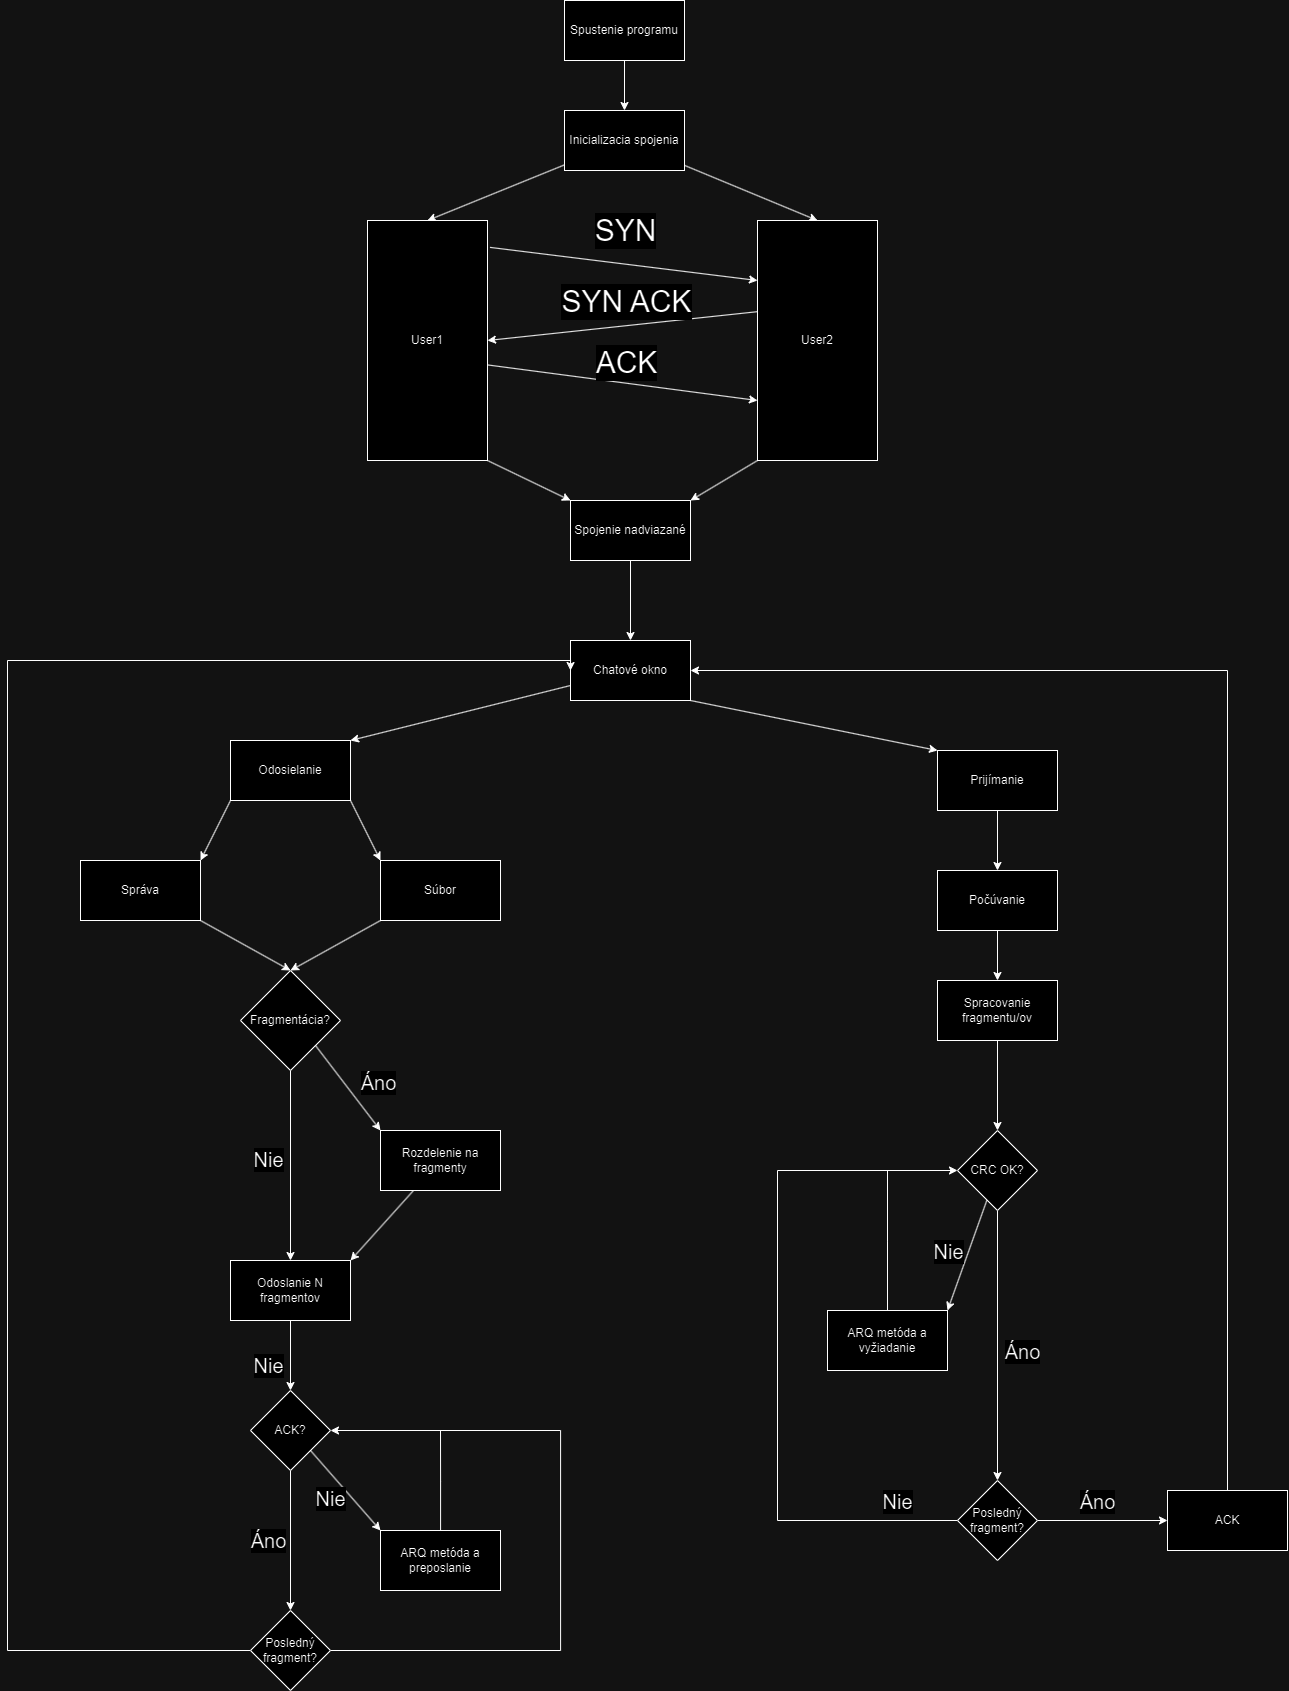 Spustenie programu
Inicializacia spojenia
SYN
SYN ACK
User1
User2
ACK
Spojenie nadviazané
Chatové okno
Odosielanie
Prijímanie
Správa
Súbor
Počúvanie
Spracovanie
fragmentu/ov
Fragmentácia?
Áno
Nie
Rozdelenie na
fragmenty
CRC OK?
Nie
Odoslanie N
fragmentov
ARQ metóda a
vyžiadanie
Áno
Nie
ACK?
Nie
Áno
ARQ metóda a
preposlanie
Nie
Posledný
fragment?
Áno
ACK
Posledný
fragment?